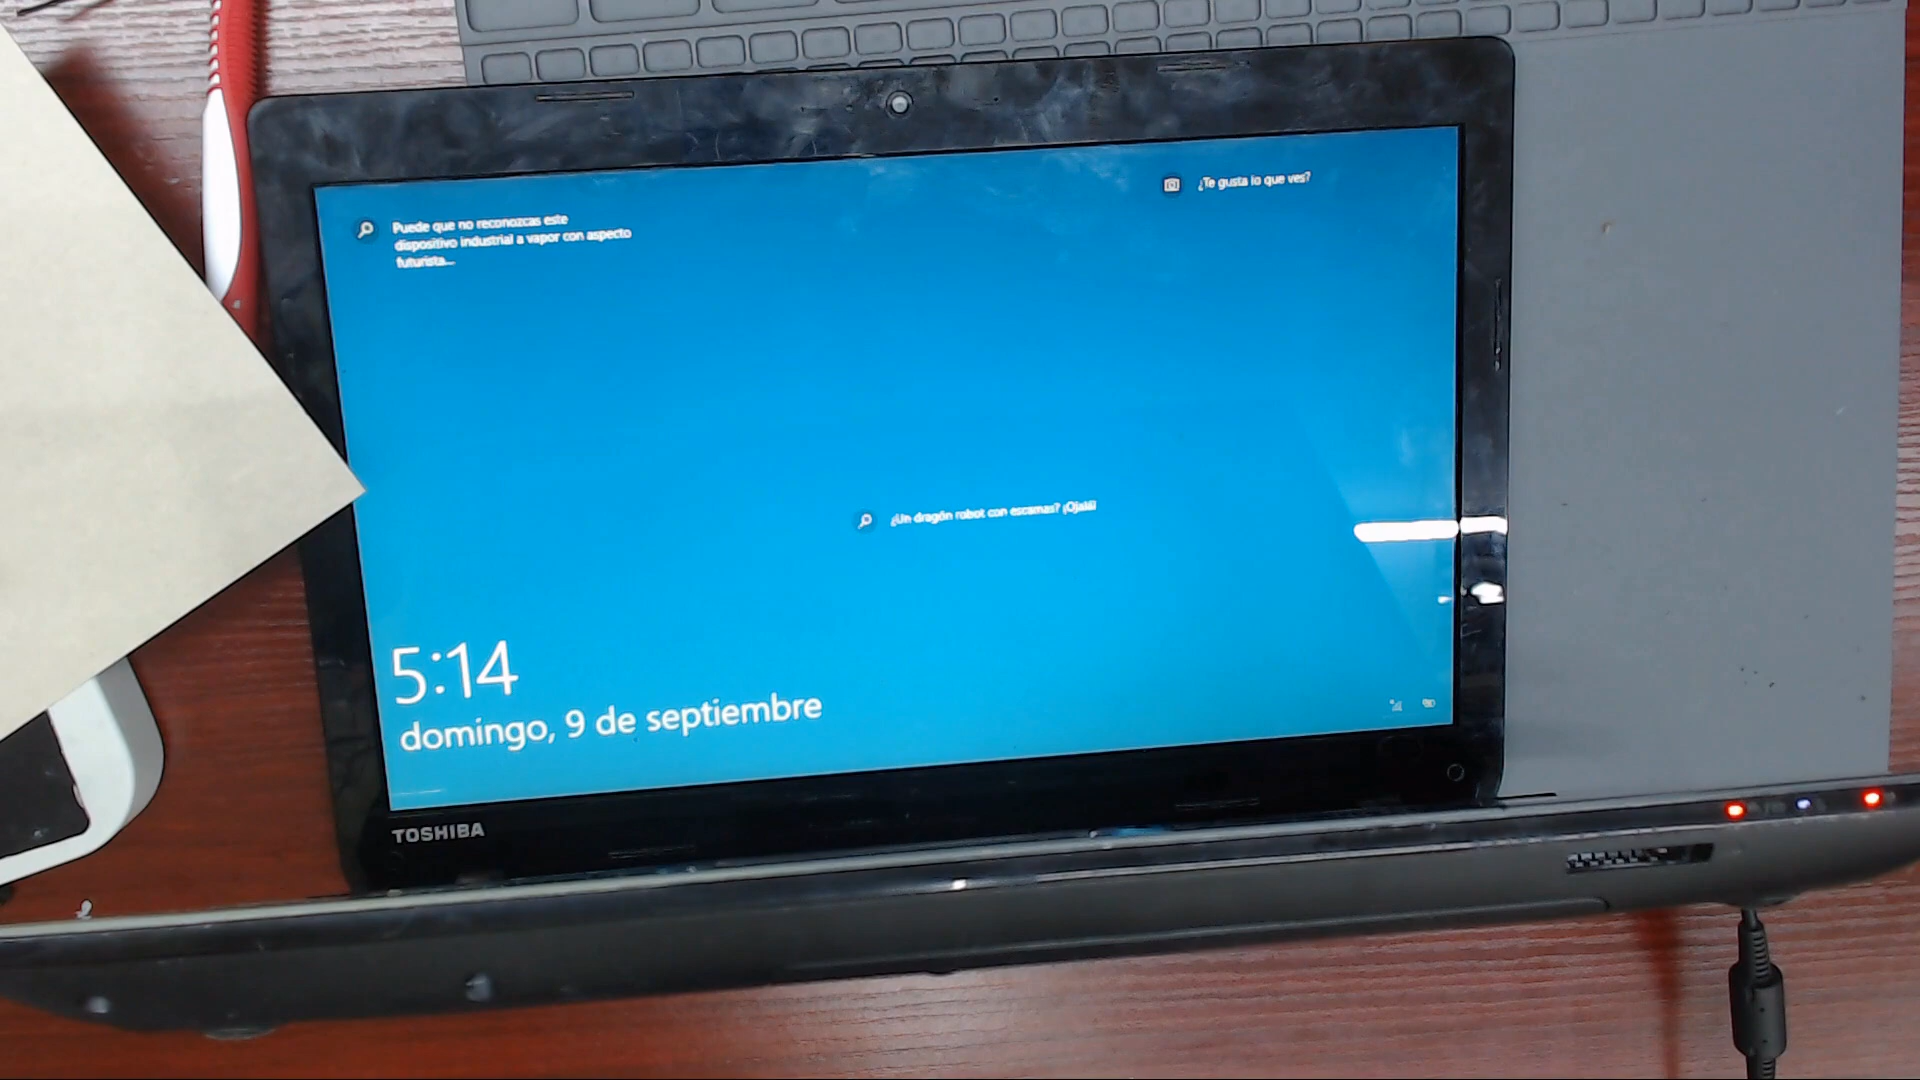 ¿Te gusta lo que ves?
Puede que no reconozcas este
dispositivo industrial a vapor con aspecto
futurista...
¿Un dragón robot con escamas? ¡Ojalá!
5:14
domingo, 9 de septiembre
TOSHIBA